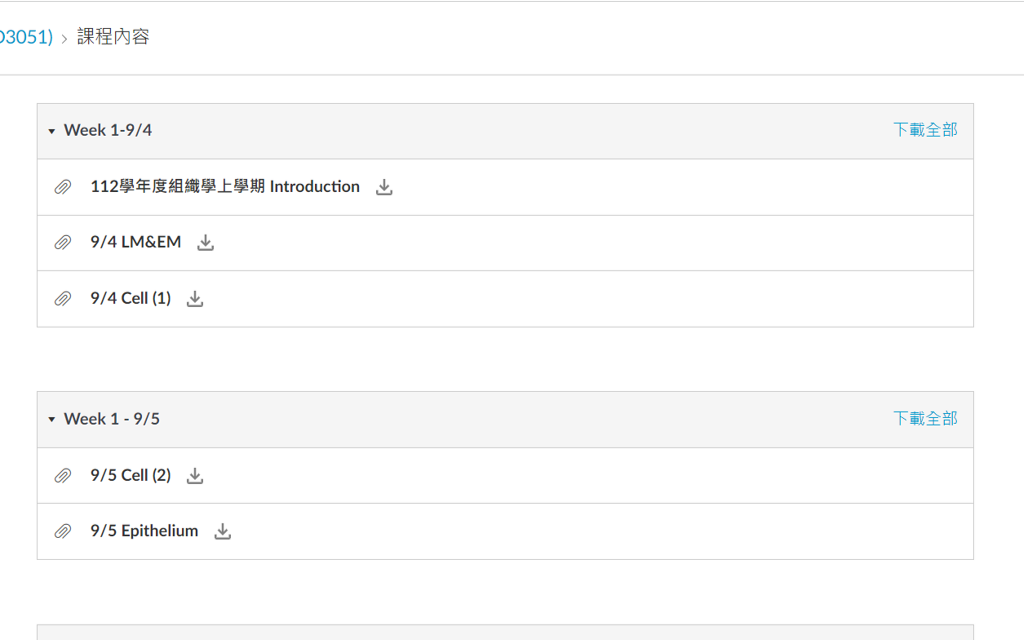 3051) > 課程內容
Week 1-9/4 下載全部
112學年度組織學上學期 Introduction
9/4 LM&EM
9/4 Cell (1)
Week 1 - 9/5 下載全部
9/5 Cell (2)
9/5 Epithelium